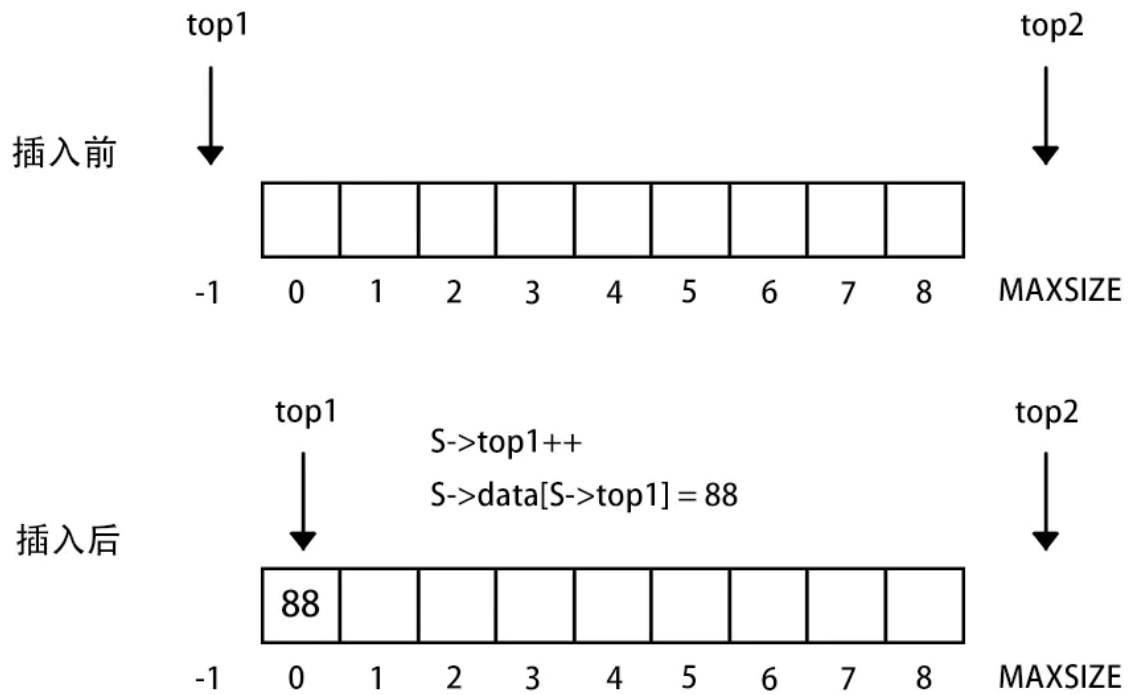 top1 top2
插入前
-1 0 1 2 3 4 5 6 7 8 MAXSIZE
top1 top2
S->top1++
S->data[S->top1] = 88
插入后
88
-1 0 1 2 3 4 5 6 7 8 MAXSIZE